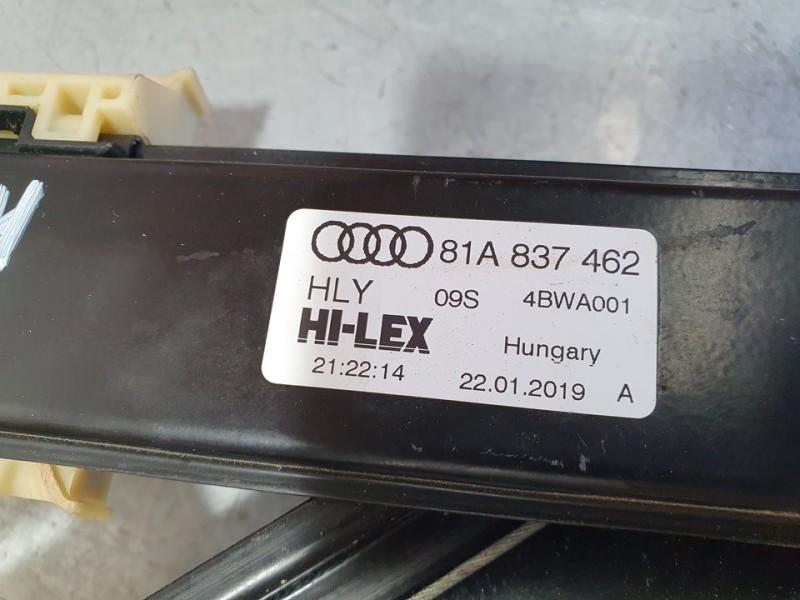 81A 837 462
HLY 09S 4BWA001
HI-LEX Hungary
21:22:14 22.01.2019 A